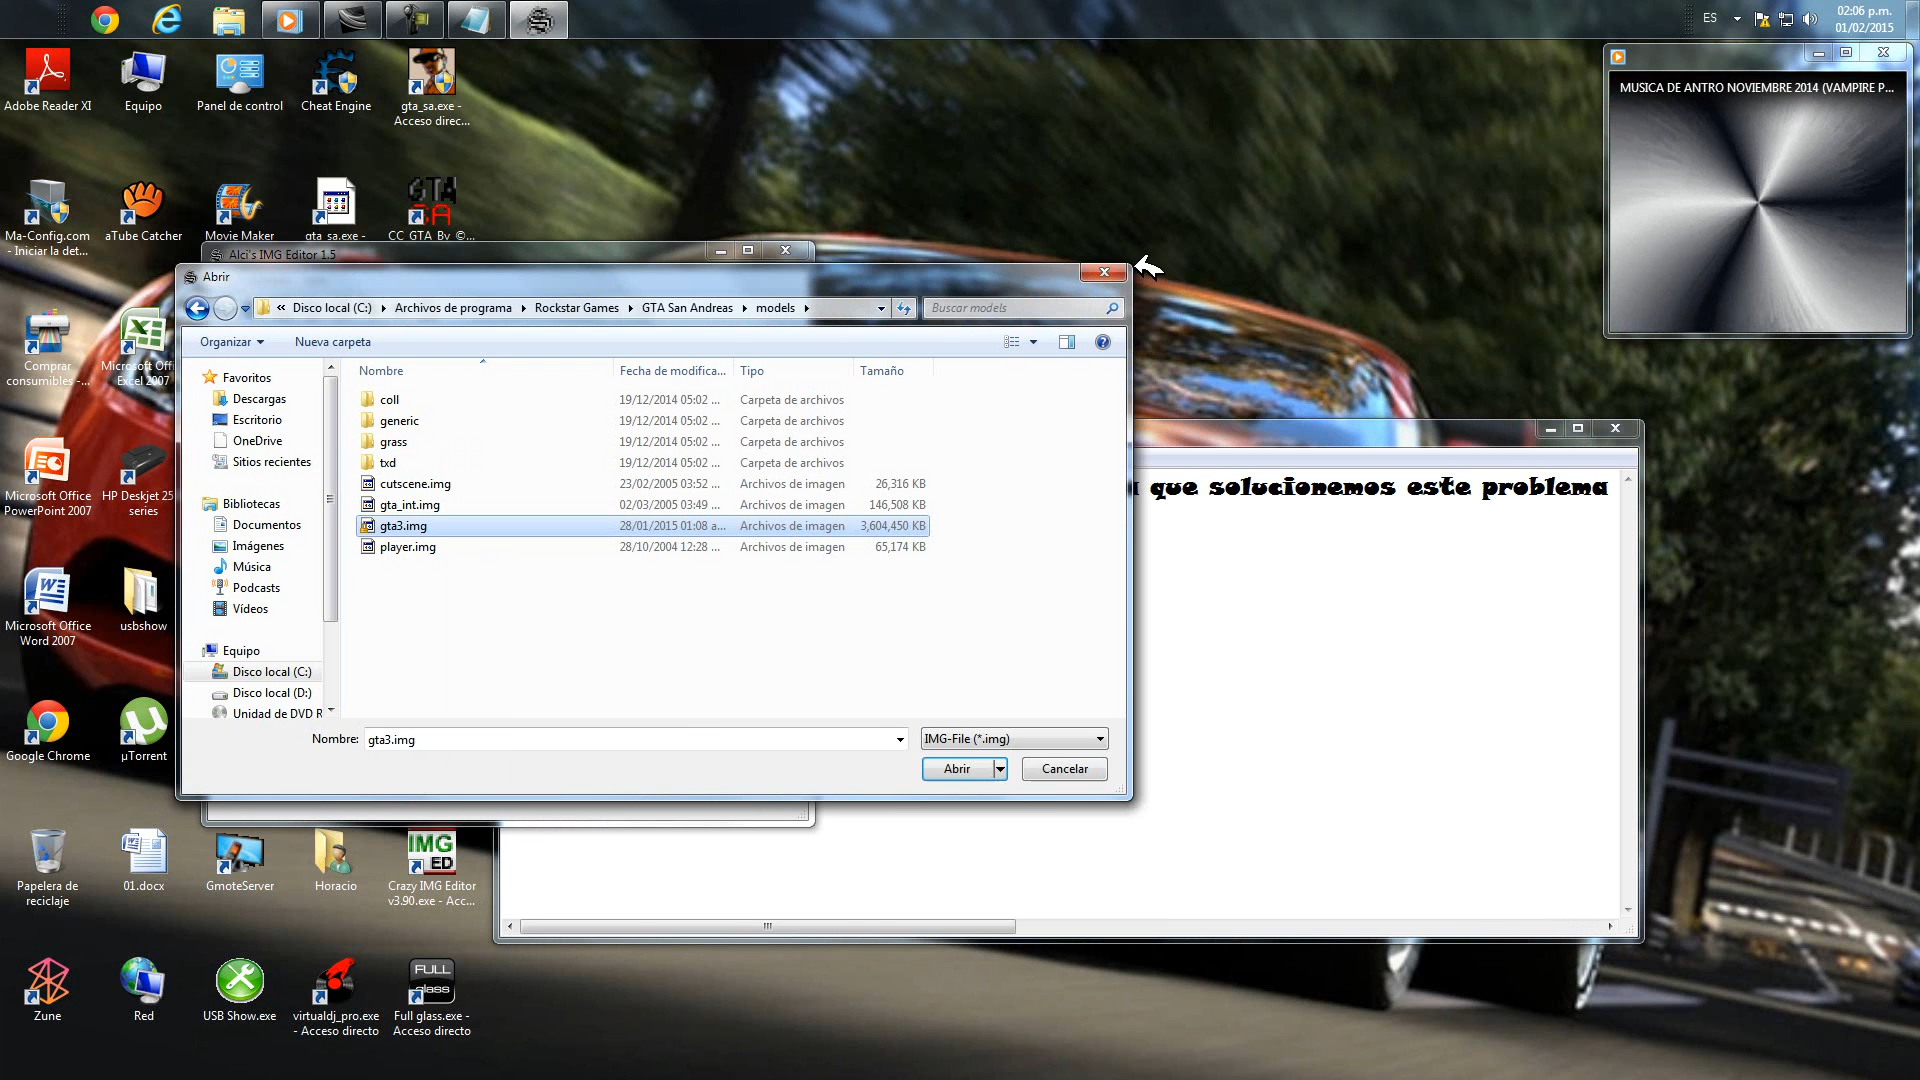 ES
02:06 p.m.
01/02/2015
Adobe Reader XI
Equipo
Panel de control
Cheat Engine
gta_sa.exe -
Acceso direc...
MUSICA DE ANTRO NOVIEMBRE 2014 (VAMPIRE P...
Ma-Config.com
- Iniciar la det...
aTube Catcher
Movie Maker
gta_sa.exe -
GTA
SA
CC GTA By ©...
Alci's IMG Editor 1.5
Abrir
« Disco local (C:)
Archivos de programa
Rockstar Games
GTA San Andreas
models
Buscar models
Organizar
Nueva carpeta
Comprar
consumibles -...
Microsoft Offi
Excel 2007
Nombre
Fecha de modifica...
Tipo
Tamaño
Favoritos
Descargas
Escritorio
OneDrive
Sitios recientes
Bibliotecas
Documentos
Imágenes
Música
Podcasts
Vídeos
Equipo
Disco local (C:)
Disco local (D:)
Unidad de DVD R
coll 19/12/2014 05:02 ... Carpeta de archivos
generic 19/12/2014 05:02 ... Carpeta de archivos
grass 19/12/2014 05:02 ... Carpeta de archivos
txd 19/12/2014 05:02 ... Carpeta de archivos
cutscene.img 23/02/2005 03:52 ... Archivos de imagen 26,316 KB
gta_int.img 02/03/2005 03:49 ... Archivos de imagen 146,508 KB
gta3.img 28/01/2015 01:08 a... Archivos de imagen 3,604,450 KB
player.img 28/10/2004 12:28 ... Archivos de imagen 65,174 KB
que solucionemos este problema
Microsoft Office
PowerPoint 2007
HP Deskjet 25
series
Microsoft Office
Word 2007
usbshow
Nombre: gta3.img
IMG-File (*.img)
Abrir
Cancelar
Google Chrome
µTorrent
Papelera de
reciclaje
01.docx
GmoteServer
Horacio
IMG
ED
Crazy IMG Editor
v3.90.exe - Acc...
Zune
Red
USB Show.exe
virtualdj_pro.exe
- Acceso directo
FULL
glass
Full glass.exe -
Acceso directo